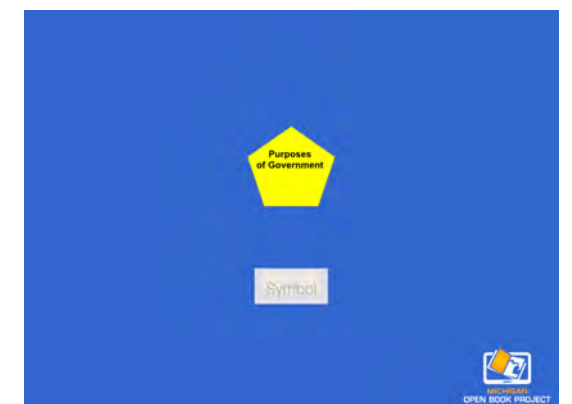 Purposes
of Government
Symbol
MICHIGAN
OPEN BOOK PROJECT